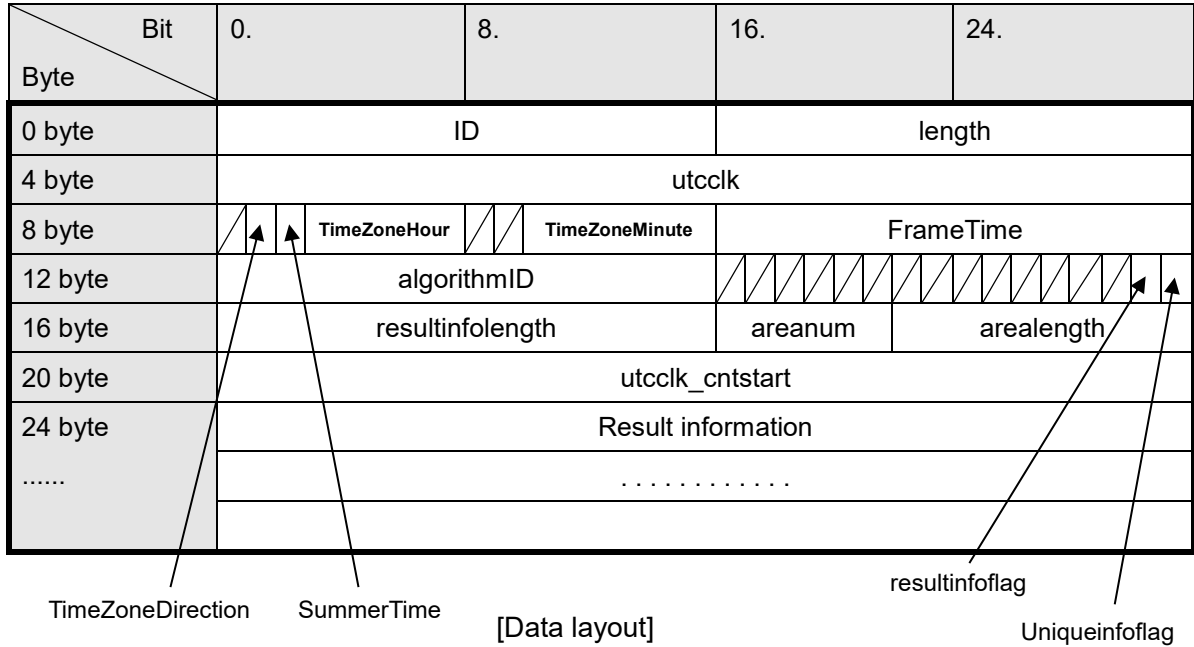 Bit 0. 8. 16. 24.
Byte
0 byte ID length
4 byte utcclk
8 byte TimeZoneHour TimeZoneMinute FrameTime
12 byte algorithmID
16 byte resultinfolength areanum arealength
20 byte utcclk_cntstart
24 byte Result information
...... . . . . . . . . . . . .
resultinfoflag
TimeZoneDirection SummerTime
[Data layout] Uniqueinfoflag